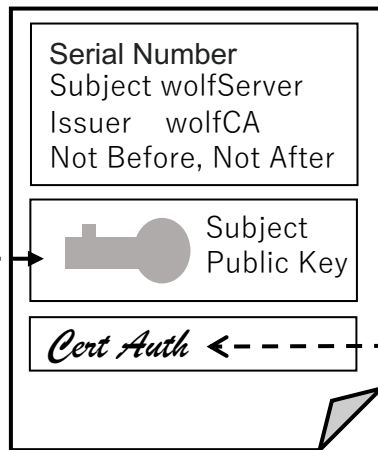 Serial Number
Subject wolfServer
Issuer wolfCA
Not Before, Not After
Subject
Public Key
Cert Auth